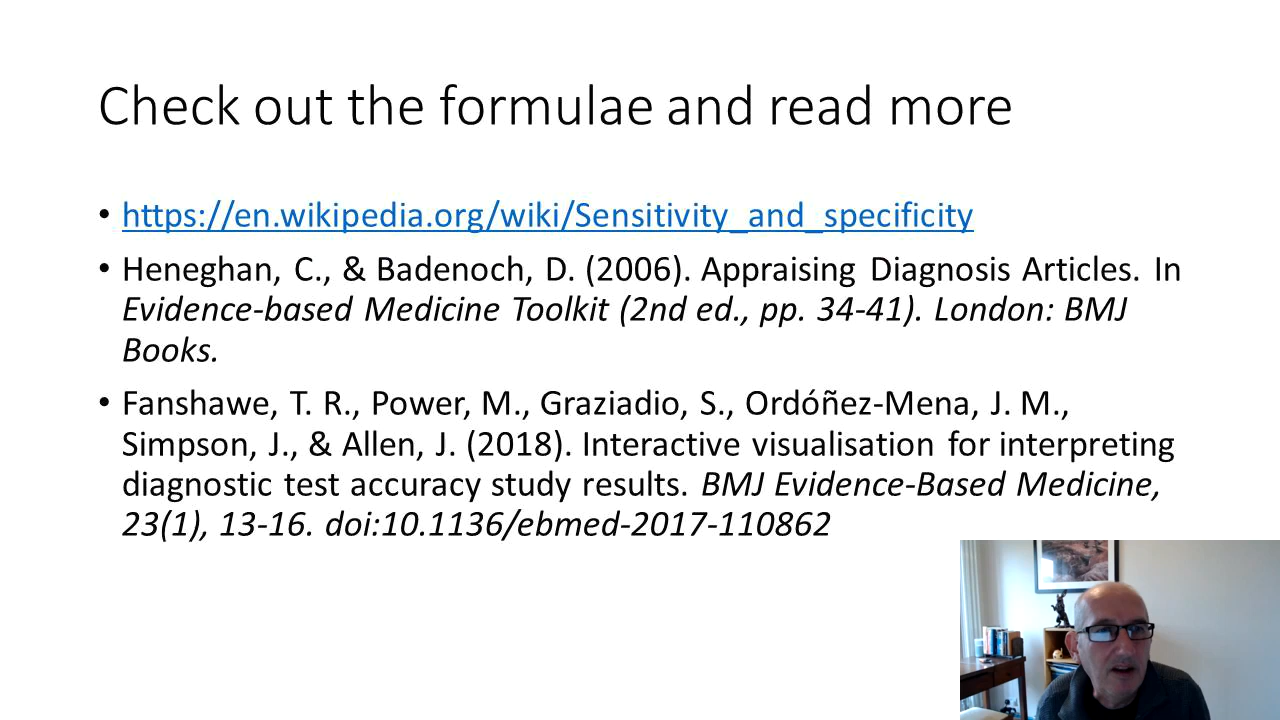 Check out the formulae and read more
• https://en.wikipedia.org/wiki/Sensitivity_and_specificity
• Heneghan, C., & Badenoch, D. (2006). Appraising Diagnosis Articles. In
Evidence-based Medicine Toolkit (2nd ed., pp. 34-41). London: BMJ
Books.
• Fanshawe, T. R., Power, M., Graziadio, S., Ordóñez-Mena, J. M.,
Simpson, J., & Allen, J. (2018). Interactive visualisation for interpreting
diagnostic test accuracy study results. BMJ Evidence-Based Medicine,
23(1), 13-16. doi:10.1136/ebmed-2017-110862